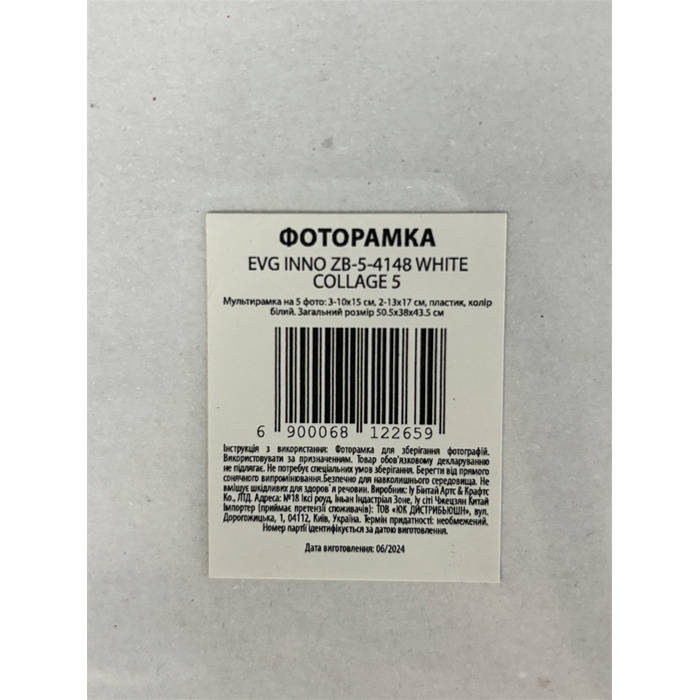 ФОТОРАМКА
EVG INNO ZB-5-4148 WHITE
COLLAGE 5
Мультирамка на 5 фото: 3-10х15 см, 2-13х17 см, пластик, колір
білий. Загальний розмір 50.5х38х43.5 см
6 900068 122659
Інструкція з використання: Фоторамка для зберігання фотографій.
Використовувати за призначенням. Товар обов'язковому декларуванню
не підлягає. Не потребує спеціальних умов зберігання. Берегти від прямого
сонячного випромінювання.Безпечно для навколишнього середовища. Не
вміщує шкідливих для здоров'я речовин. Виробник: Іу Бінтай Артс & Крафтс
Ко., ЛТД. Адреса: №18 Іксі роуд, Іньан Індастріал Зоне, Іу сіті Чжецзян Китай
Імпортер (приймає претензії споживачів): ТОВ «ЮК ДИСТРИБЬЮШН», вул.
Дорогожицька, 1, 04112, Київ, Україна. Термін придатності: необмежений.
Номер партії ідентифікується за датою виготовлення.
Дата виготовлення: 06/2024